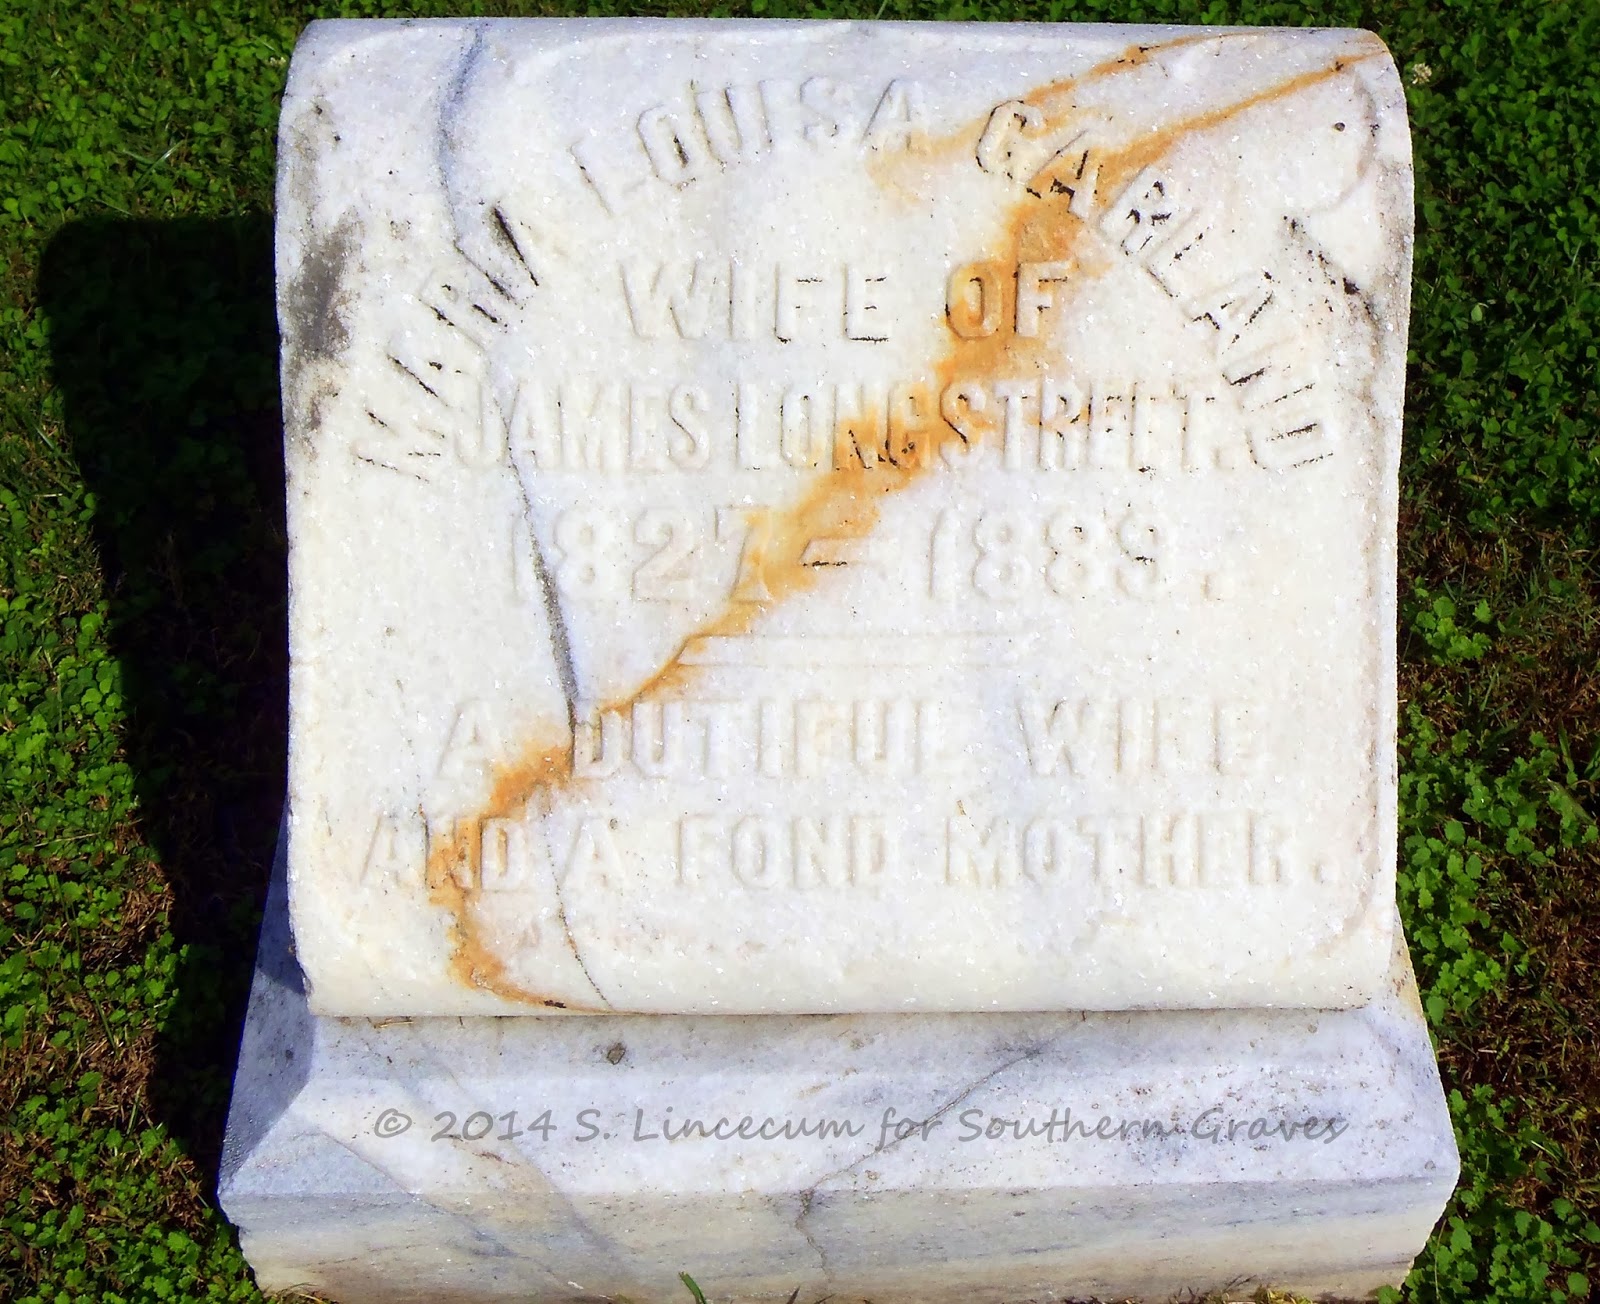 MARIA LOUISA GARLAND
WIFE OF
JAMES LONGSTREET.
1827 – 1889.
A DUTIFUL WIFE
AND A FOND MOTHER.
© 2014 S. Lincecum for Southern Graves